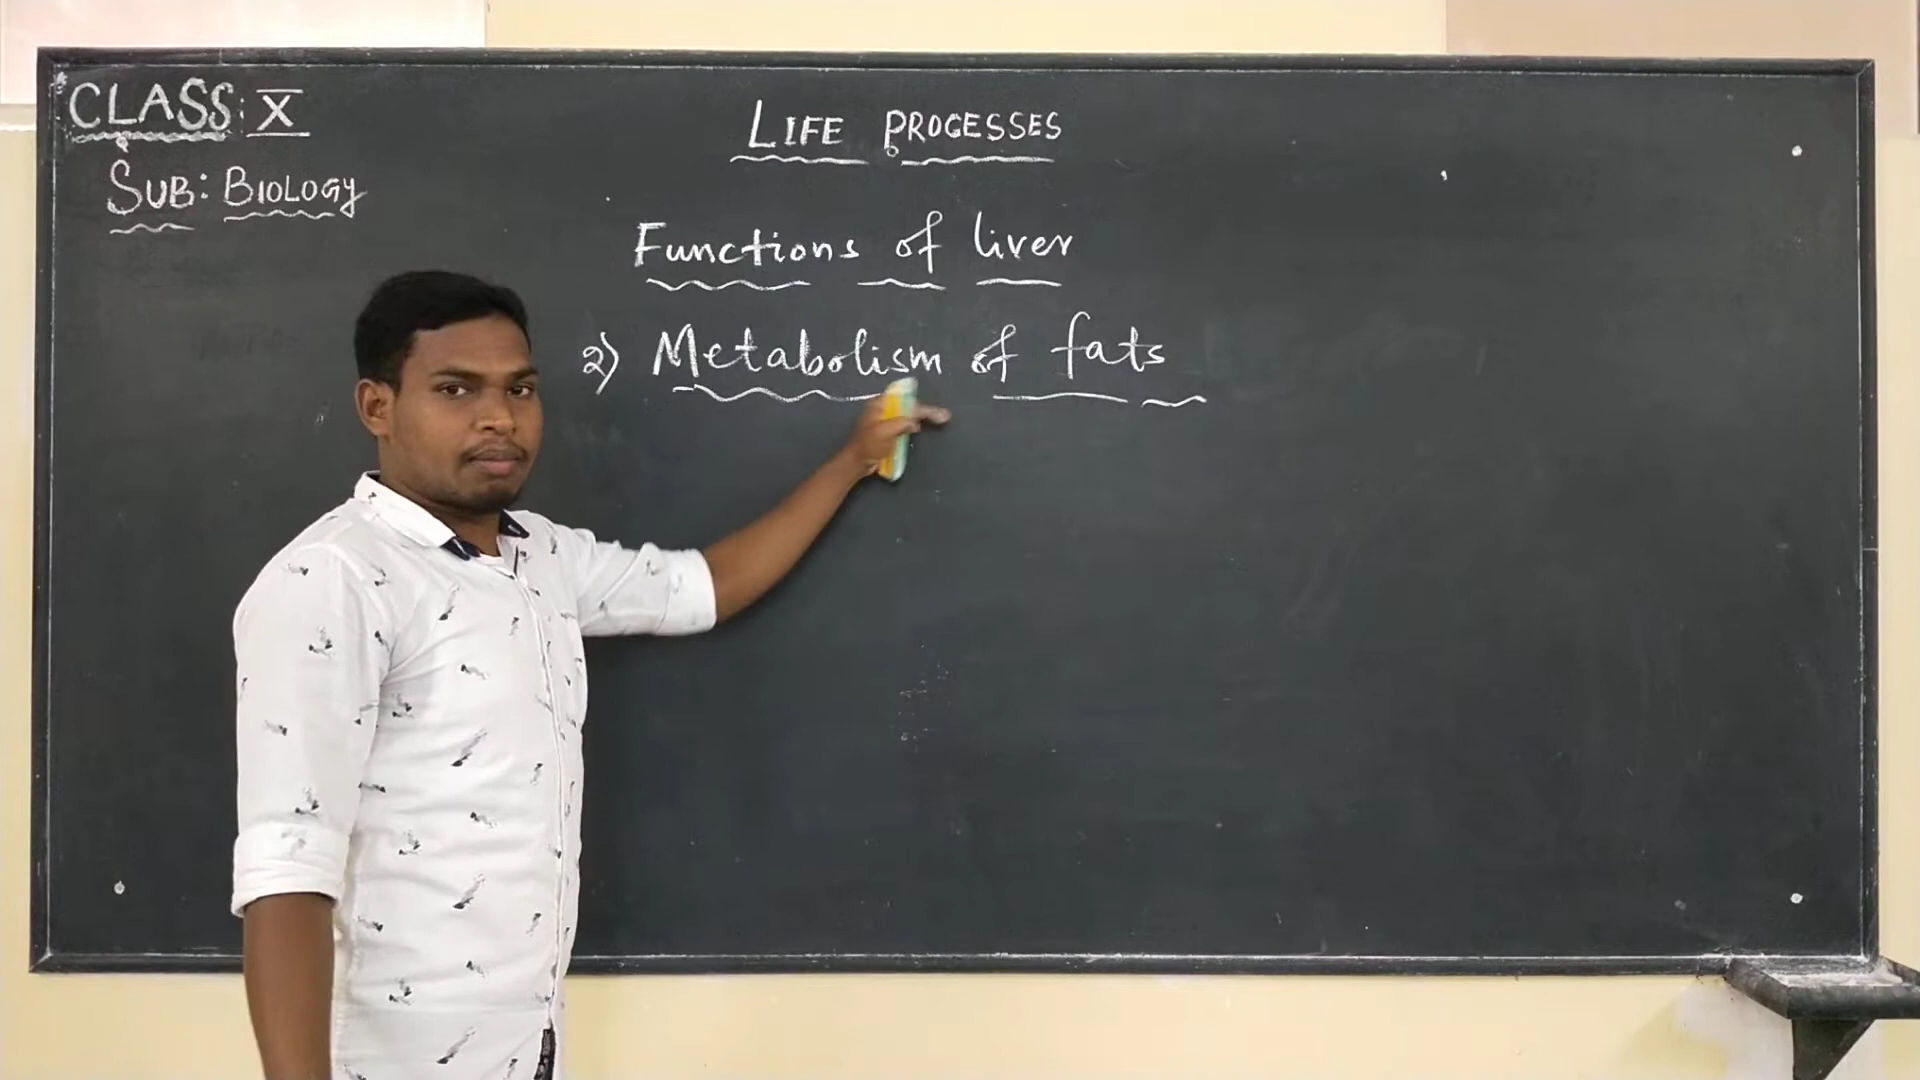 CLASS: X
SUB: BIOLOGY
LIFE PROCESSES
Functions of liver
2) Metabolism of fats